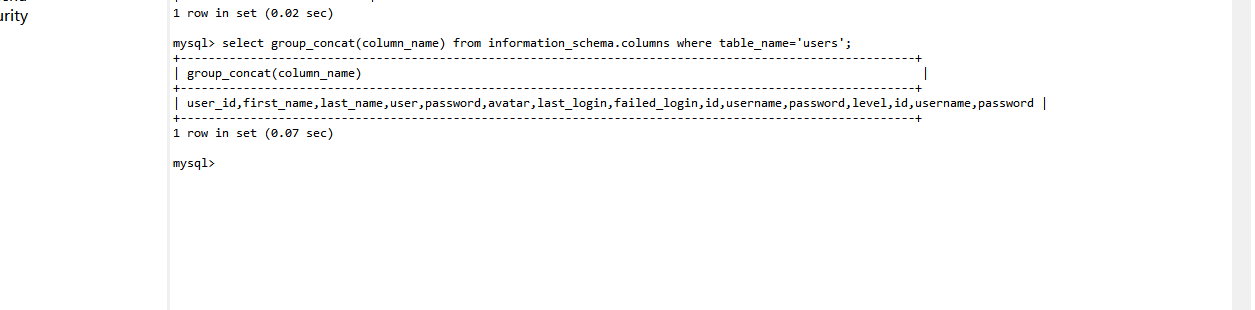 urity
1 row in set (0.02 sec)
mysql> select group_concat(column_name) from information_schema.columns where table_name='users';
+---------------------------------------------------------------------------------------------------------+
| group_concat(column_name) |
+---------------------------------------------------------------------------------------------------------+
| user_id,first_name,last_name,user,password,avatar,last_login,failed_login,id,username,password,level,id,username,password |
+---------------------------------------------------------------------------------------------------------+
1 row in set (0.07 sec)
mysql>